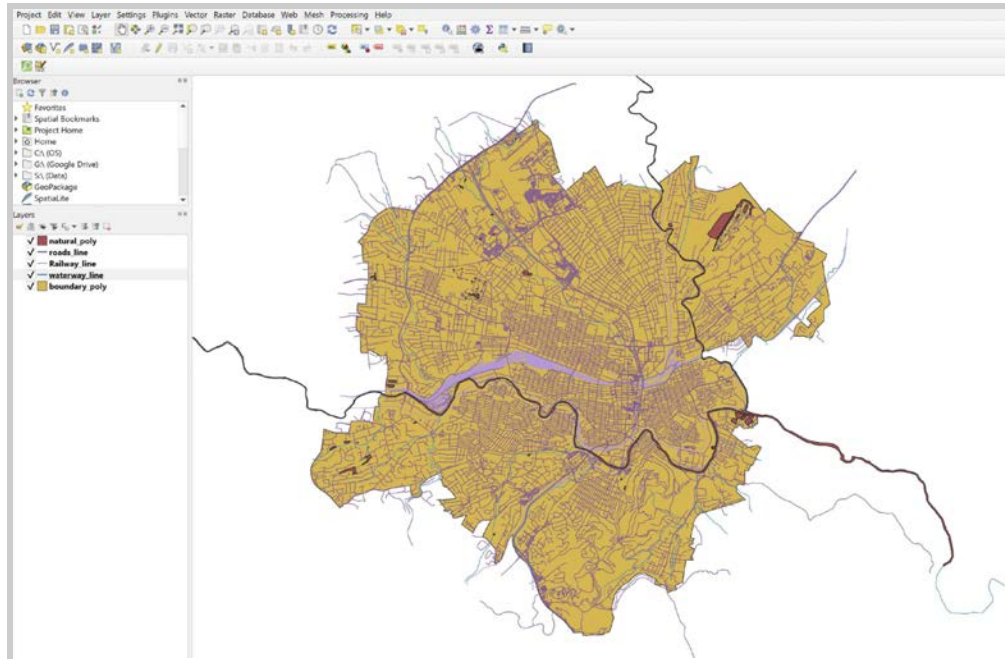 Project Edit View Layer Settings Plugins Vector Raster Database Web Mesh Processing Help
Browser
Favorites
Spatial Bookmarks
Project Home
Home
C:\ (OS)
G:\ (Google Drive)
S:\ (Data)
GeoPackage
SpatiaLite
Layers
natural_poly
roads_line
Railway_line
waterway_line
boundary_poly